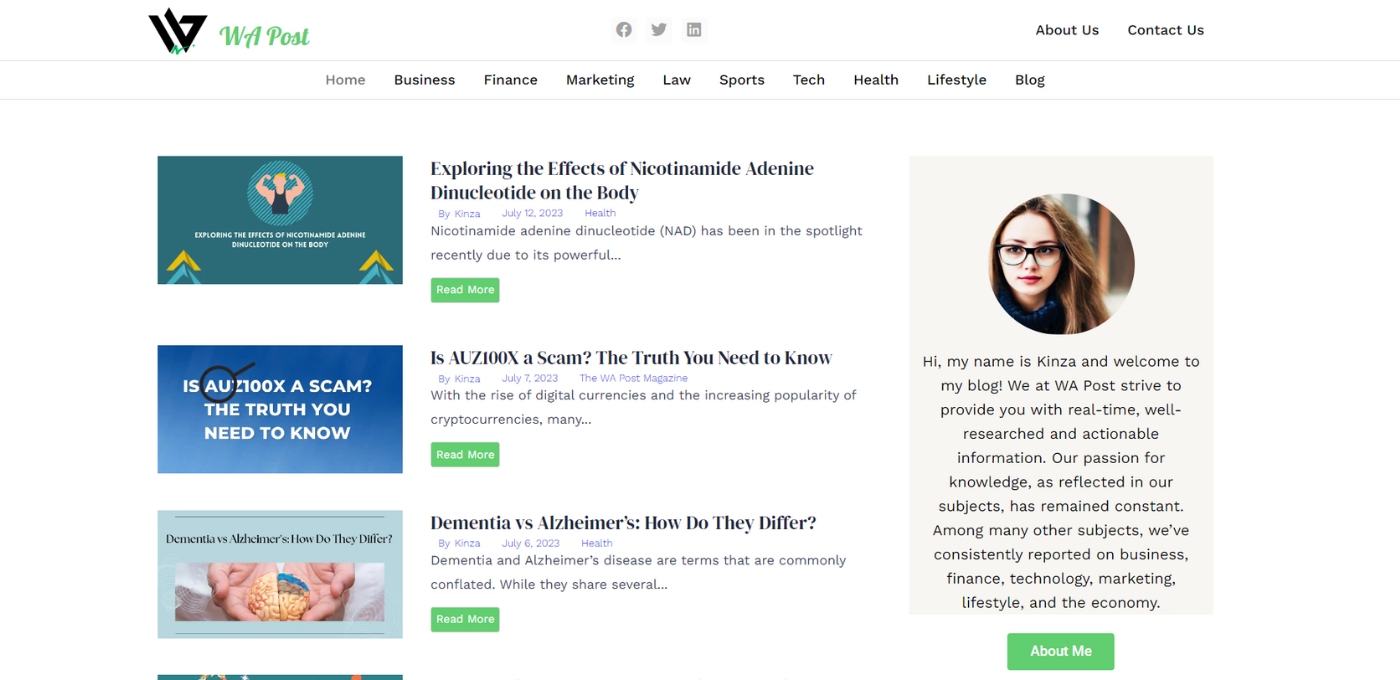 WA Post
About Us
Contact Us
Home
Business
Finance
Marketing
Law
Sports
Tech
Health
Lifestyle
Blog
EXPLORING THE EFFECTS OF NICOTINAMIDE ADENINE
DINUCLEOTIDE ON THE BODY
Exploring the Effects of Nicotinamide Adenine
Dinucleotide on the Body
By Kinza July 12, 2023 Health
Nicotinamide adenine dinucleotide (NAD) has been in the spotlight
recently due to its powerful...
Read More
IS AUZ100X A SCAM?
THE TRUTH YOU
NEED TO KNOW
Is AUZ100X a Scam? The Truth You Need to Know
By Kinza July 7, 2023 The WA Post Magazine
With the rise of digital currencies and the increasing popularity of
cryptocurrencies, many...
Read More
Dementia vs Alzheimer's: How Do They Differ?
Dementia vs Alzheimer’s: How Do They Differ?
By Kinza July 6, 2023 Health
Dementia and Alzheimer’s disease are terms that are commonly
conflated. While they share several...
Read More
Hi, my name is Kinza and welcome to
my blog! We at WA Post strive to
provide you with real-time, well-
researched and actionable
information. Our passion for
knowledge, as reflected in our
subjects, has remained constant.
Among many other subjects, we’ve
consistently reported on business,
finance, technology, marketing,
lifestyle, and the economy.
About Me